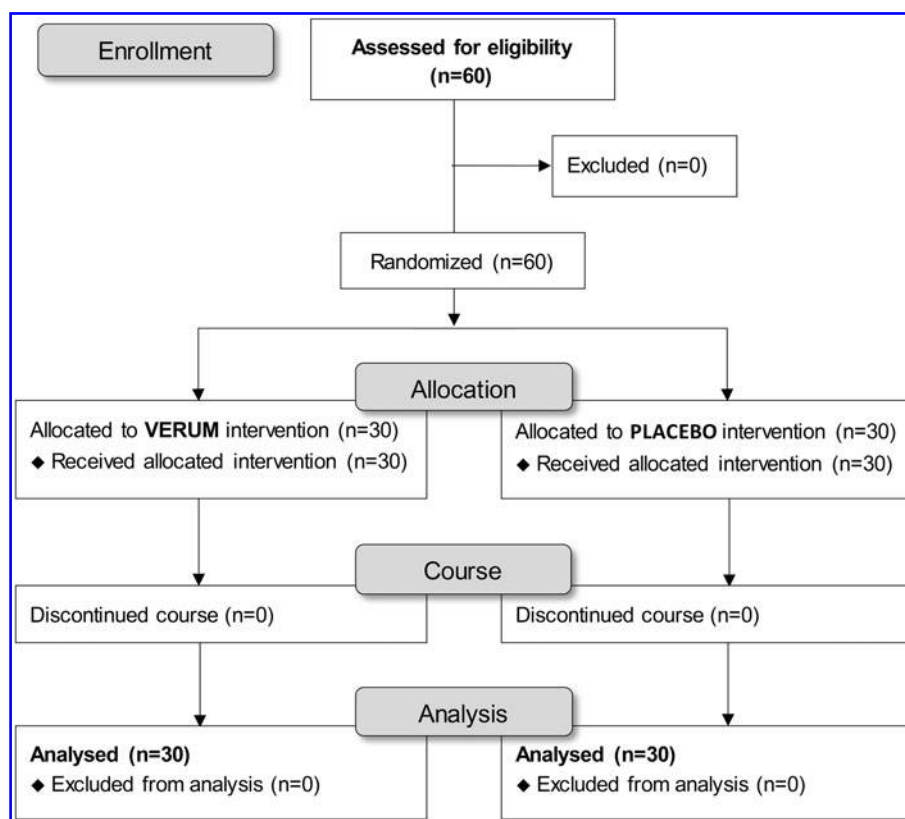 Enrollment
Assessed for eligibility
(n=60)
Excluded (n=0)
Randomized (n=60)
Allocation
Allocated to VERUM intervention (n=30)
◆ Received allocated intervention (n=30)
Allocated to PLACEBO intervention (n=30)
◆ Received allocated intervention (n=30)
Course
Discontinued course (n=0)
Discontinued course (n=0)
Analysis
Analysed (n=30)
◆ Excluded from analysis (n=0)
Analysed (n=30)
◆ Excluded from analysis (n=0)